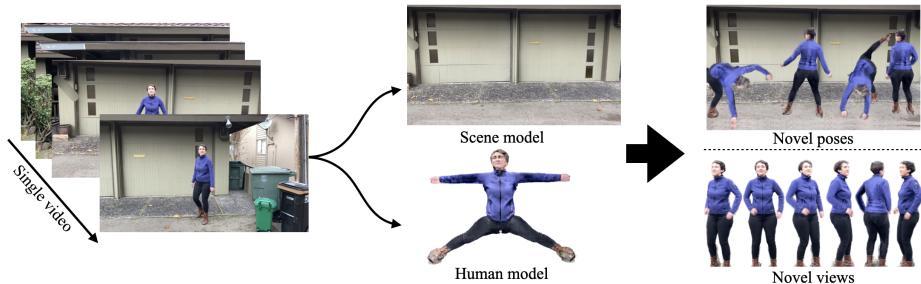 Single video
Scene model
Human model
Novel poses
Novel views